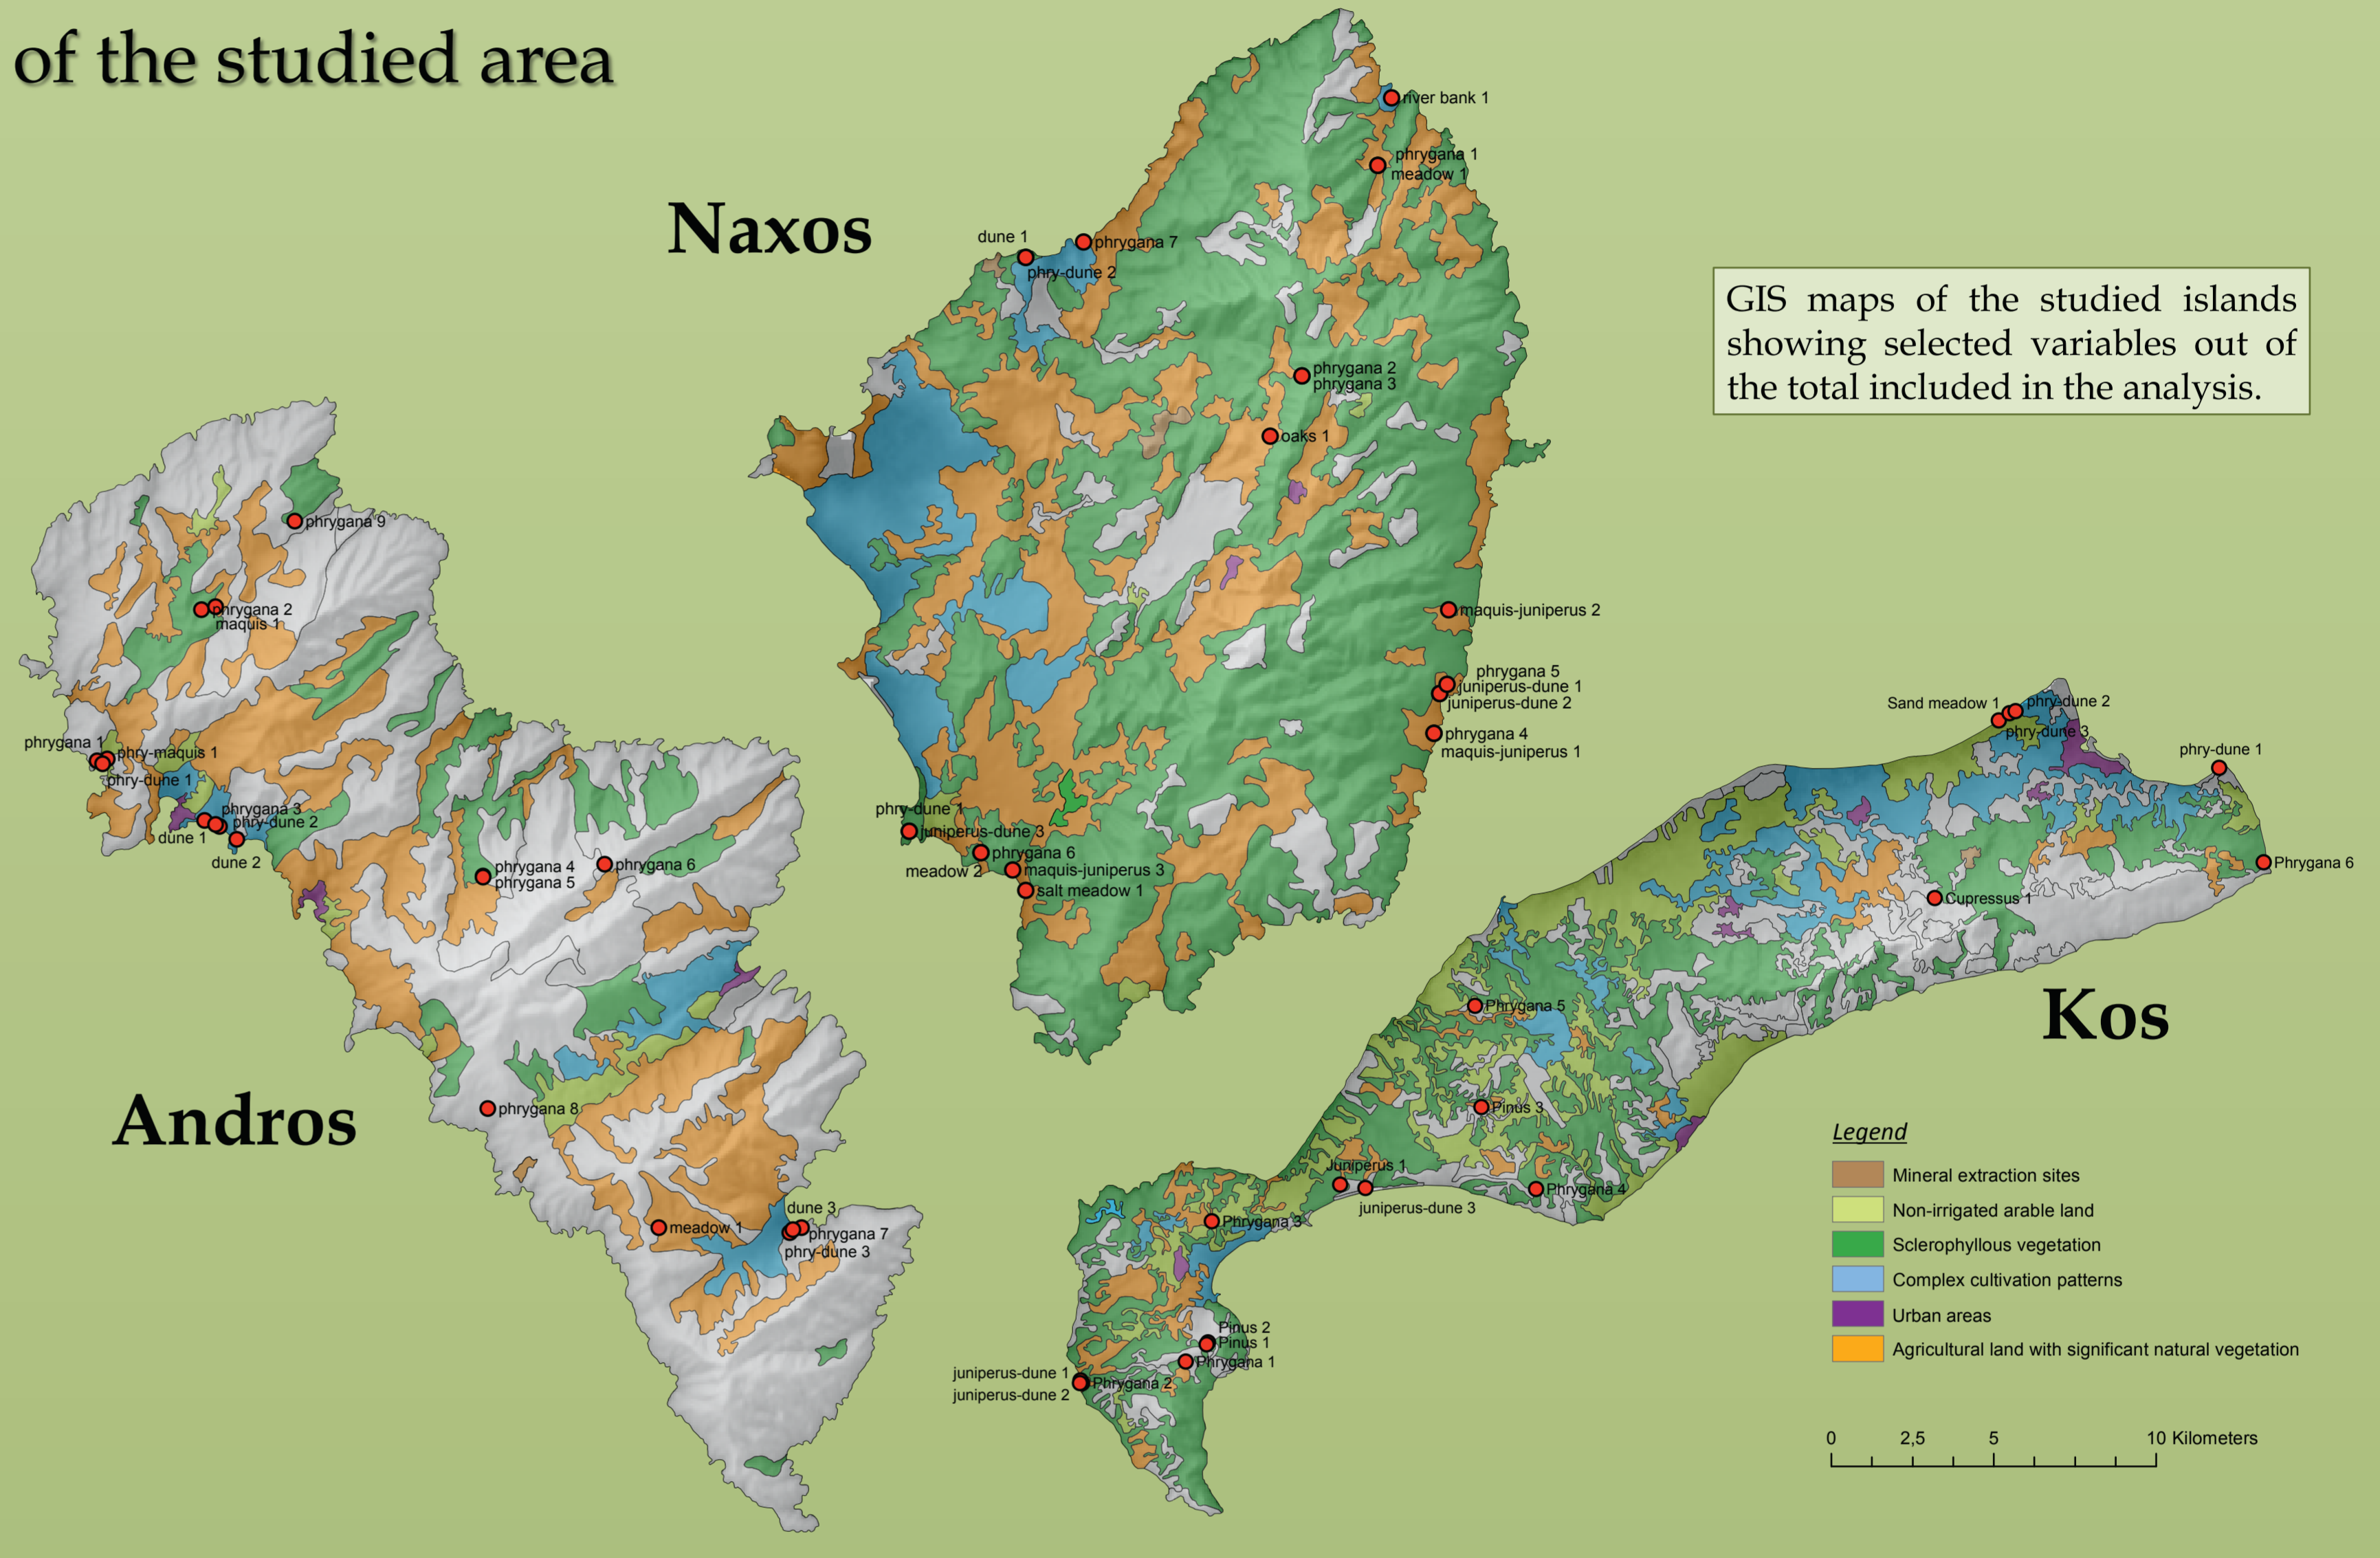 of the studied area
Naxos
river bank 1
phrygana 1
meadow 1
dune 1
phrygana 7
phry-dune 2
phrygana 2
phrygana 3
oaks 1
maquis-juniperus 2
phrygana 5
juniperus-dune 1
juniperus-dune 2
phrygana 4
maquis-juniperus 1
phry-dune 1
juniperus-dune 3
phrygana 6
meadow 2
maquis-juniperus 3
salt meadow 1
GIS maps of the studied islands
showing selected variables out of
the total included in the analysis.
Andros
phrygana 9
phrygana 2
maquis 1
phrygana 1
phry-maquis 1
phry-dune 1
phrygana 3
phry-dune 2
dune 1
dune 2
phrygana 4
phrygana 5
phrygana 6
phrygana 8
meadow 1
dune 3
phrygana 7
phry-dune 3
Kos
Sand meadow 1
phry-dune 2
phry-dune 3
phry-dune 1
Phrygana 6
Cupressus 1
Phrygana 5
Pinus 3
Juniperus 1
juniperus-dune 3
Phrygana 4
Phrygana 3
Pinus 2
Pinus 1
Phrygana 1
juniperus-dune 1
Phrygana 2
juniperus-dune 2
Legend
Mineral extraction sites
Non-irrigated arable land
Sclerophyllous vegetation
Complex cultivation patterns
Urban areas
Agricultural land with significant natural vegetation
0 2,5 5 10 Kilometers